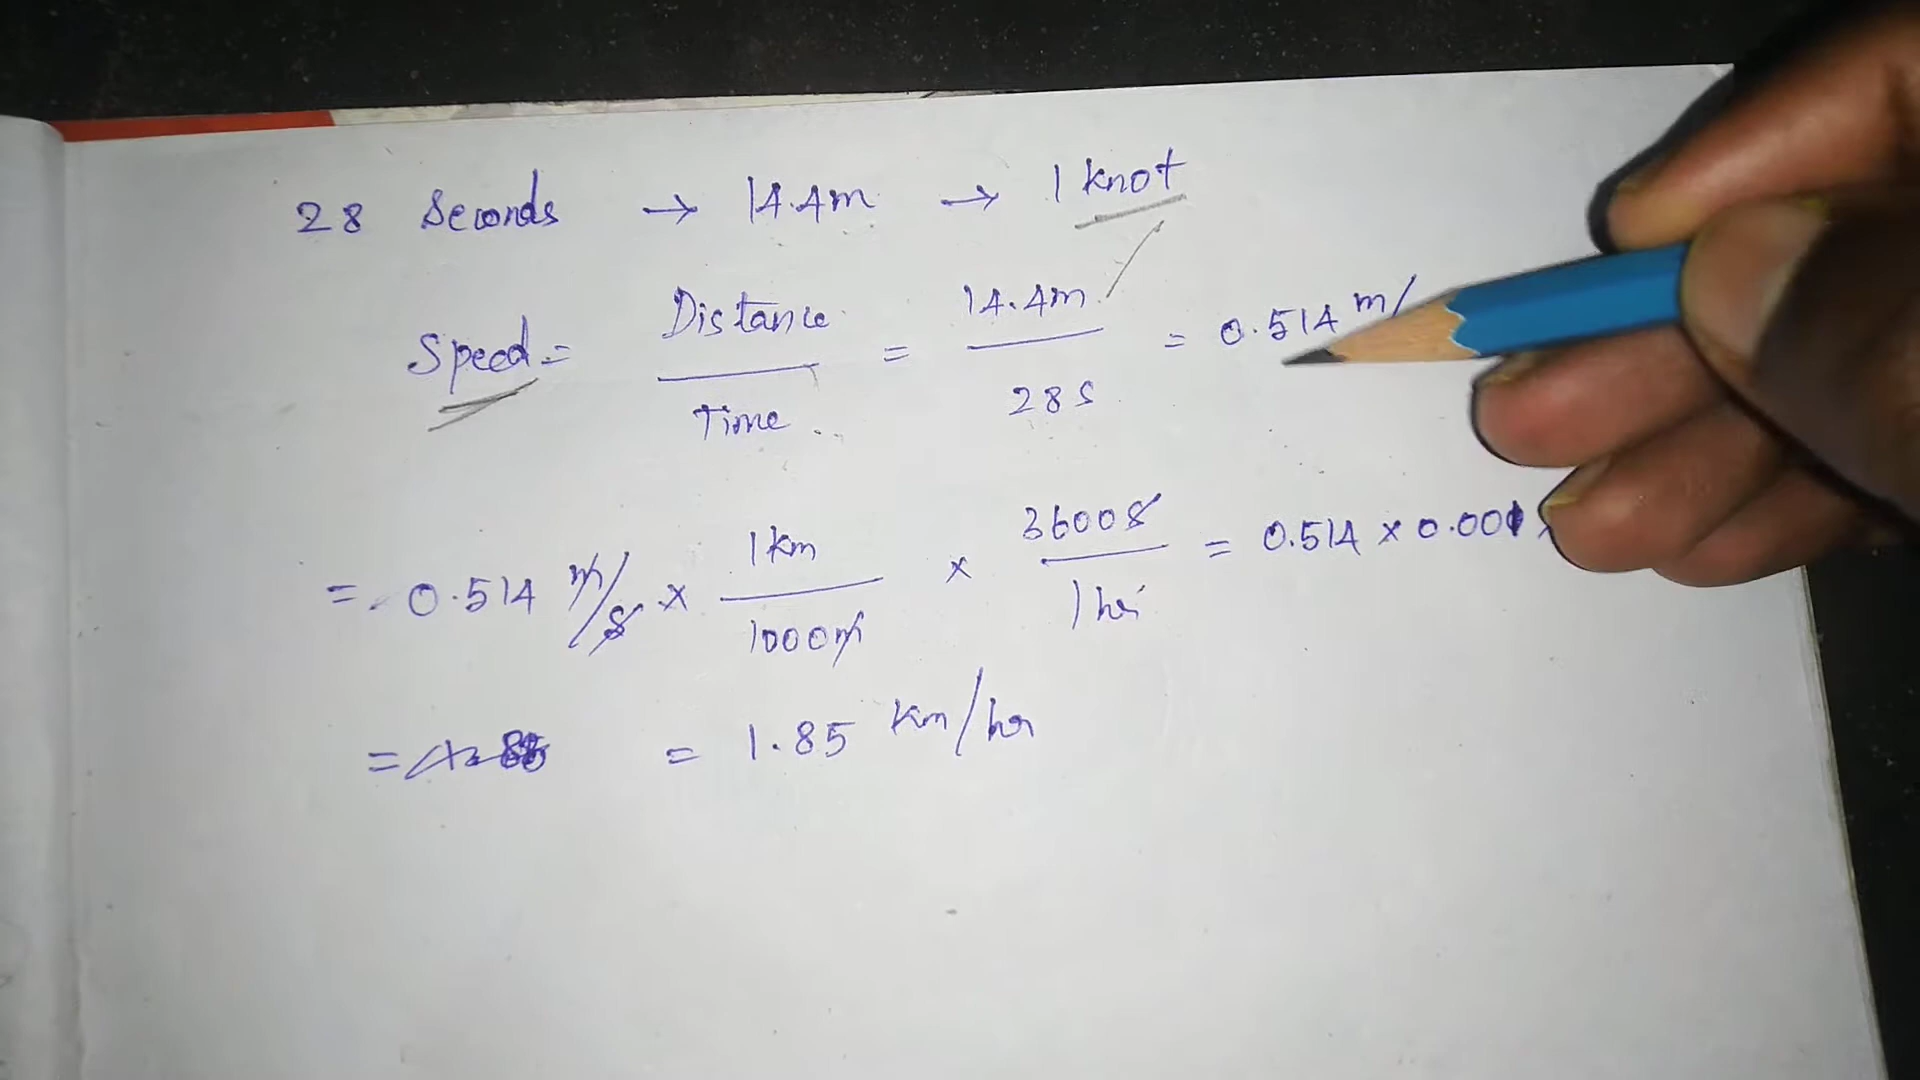 28 Seconds → 14.4m → 1 knot
Speed = Distance / Time = 14.4m / 28s = 0.514 m/
= 0.514 m/s × 1km / 1000m × 3600s / 1hr = 0.514 × 0.001
= = 1.85 km/hr